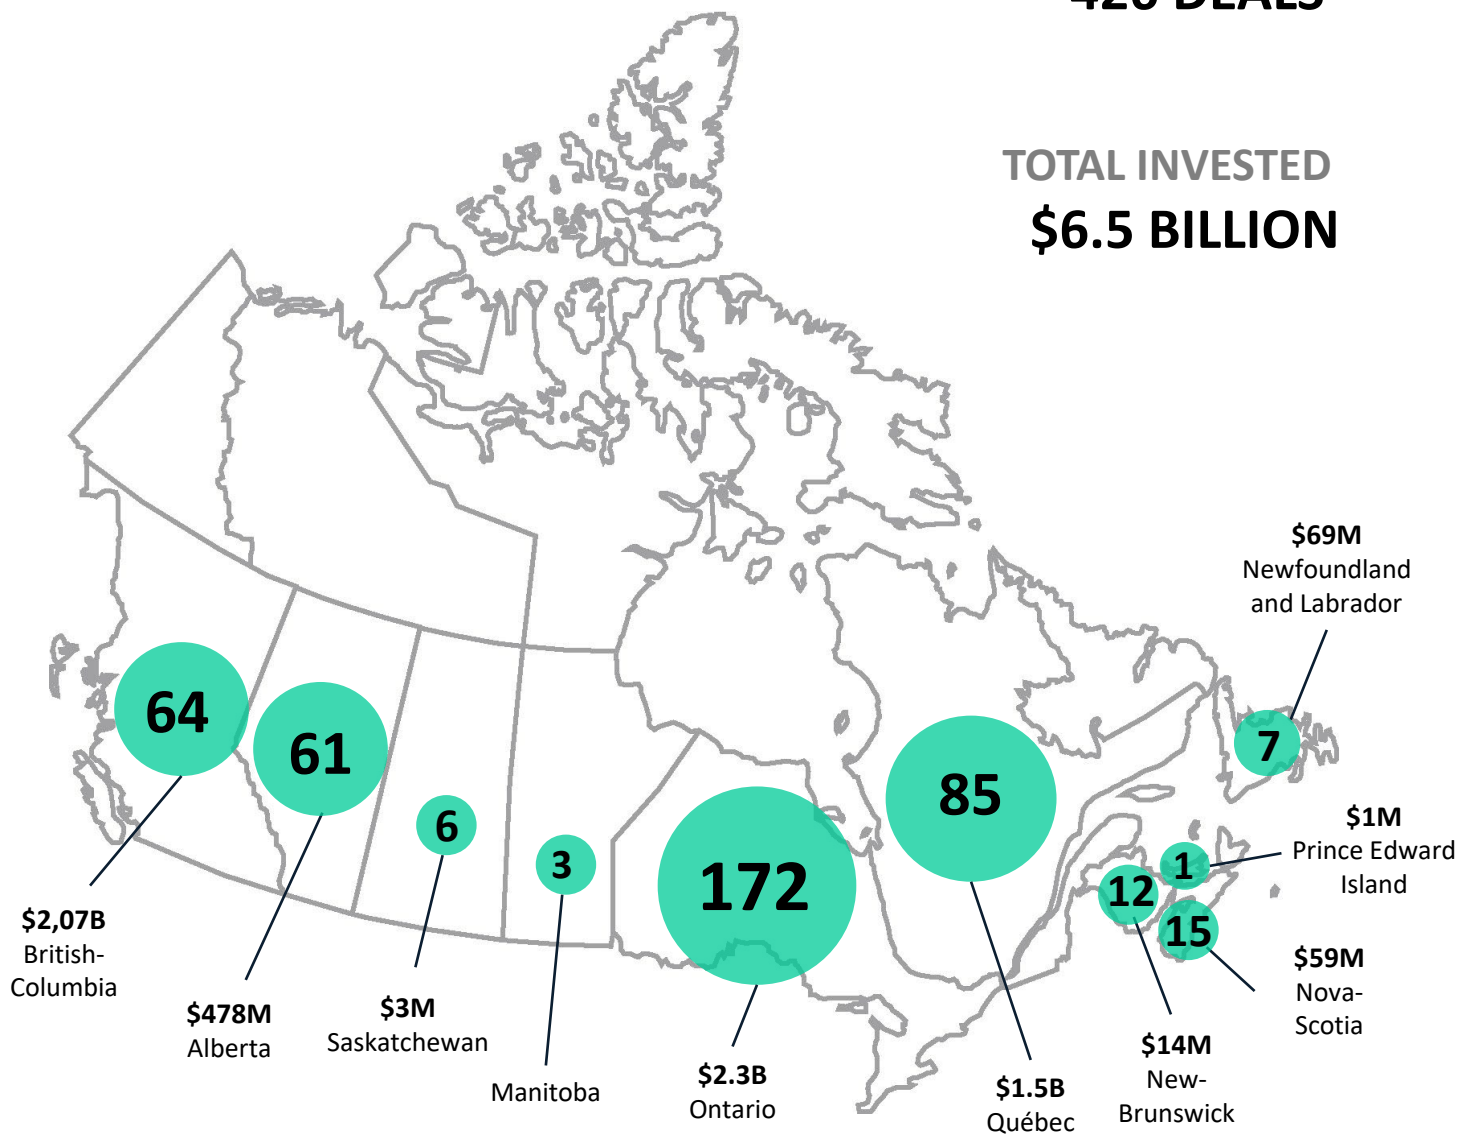 426 DEALS
TOTAL INVESTED
$6.5 BILLION
$69M
Newfoundland
and Labrador
64
61
6
3
172
85
7
1
12
15
$1M
Prince Edward
Island
$2,07B
British-
Columbia
$478M
Alberta
$3M
Saskatchewan
Manitoba
$2.3B
Ontario
$1.5B
Québec
$14M
New-
Brunswick
$59M
Nova-
Scotia